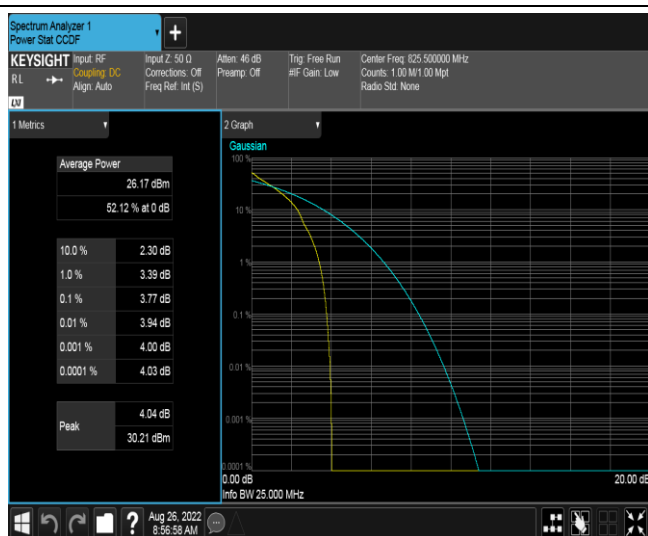 Spectrum Analyzer 1
Power Stat CCDF
+
KEYSIGHT
RL
LXI
Input: RF
Coupling: DC
Align: Auto
Input Z: 50 Ω
Corrections: Off
Freq Ref: Int (S)
Atten: 46 dB
Preamp: Off
Trig: Free Run
#IF Gain: Low
Center Freq: 825.500000 MHz
Counts: 1.00 M/1.00 Mpt
Radio Std: None
1 Metrics
Average Power
26.17 dBm
52.12 % at 0 dB
10.0 % 2.30 dB
1.0 % 3.39 dB
0.1 % 3.77 dB
0.01 % 3.94 dB
0.001 % 4.00 dB
0.0001 % 4.03 dB
Peak
4.04 dB
30.21 dBm
2 Graph
Gaussian
100 %
10 %
1 %
0.1 %
0.01 %
0.001 %
0.0001 %
0.00 dB
20.00 dB
Info BW 25.000 MHz
?
Aug 26, 2022
8:56:58 AM